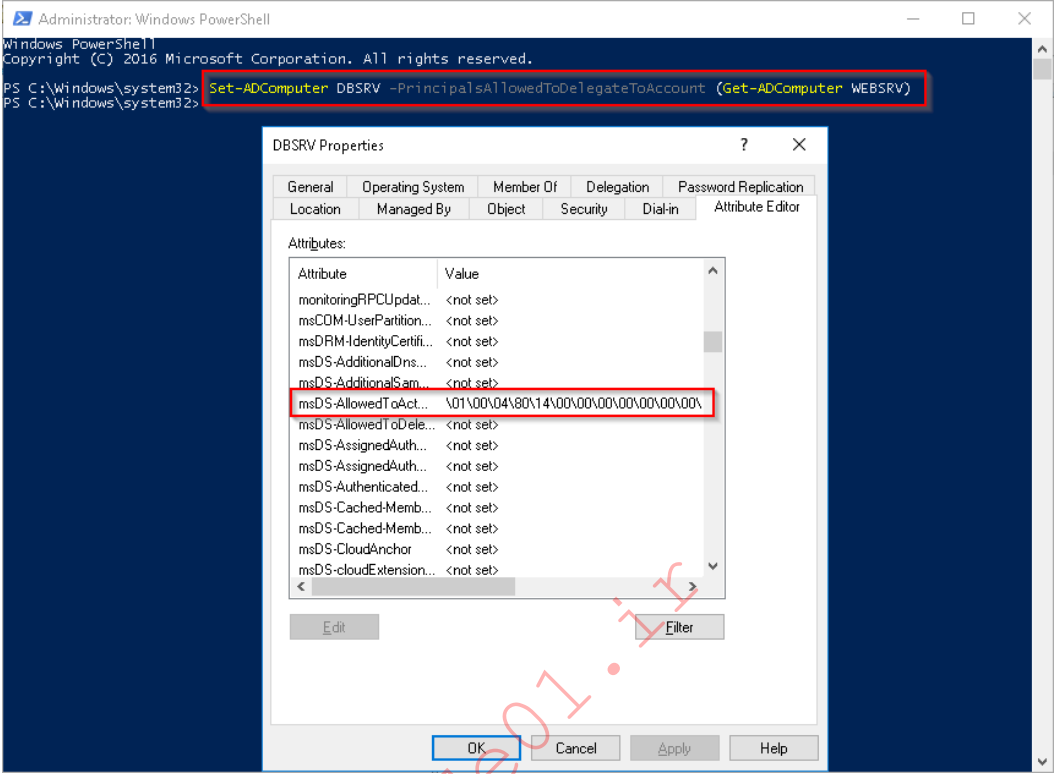 Administrator: Windows PowerShell
Windows PowerShell
Copyright (C) 2016 Microsoft Corporation. All rights reserved.
PS C:\Windows\system32> Set-ADComputer DBSRV -PrincipalsAllowedToDelegateToAccount (Get-ADComputer WEBSRV)
PS C:\Windows\system32>
DBSRV Properties
General Operating System Member Of Delegation Password Replication
Location Managed By Object Security Dial-in Attribute Editor
Attributes:
Attribute Value
monitoringRPCUpdat... <not set>
msCOM-UserPartition... <not set>
msDRM-IdentityCertifi... <not set>
msDS-AdditionalDns... <not set>
msDS-AdditionalSam... <not set>
msDS-AllowedToAct... \01\00\04\80\14\00\00\00\00\00\00\00\
msDS-AllowedToDele... <not set>
msDS-AssignedAuth... <not set>
msDS-AssignedAuth... <not set>
msDS-Authenticated... <not set>
msDS-Cached-Memb... <not set>
msDS-Cached-Memb... <not set>
msDS-CloudAnchor <not set>
msDS-cloudExtension... <not set>
Edit Filter
OK Cancel Apply Help